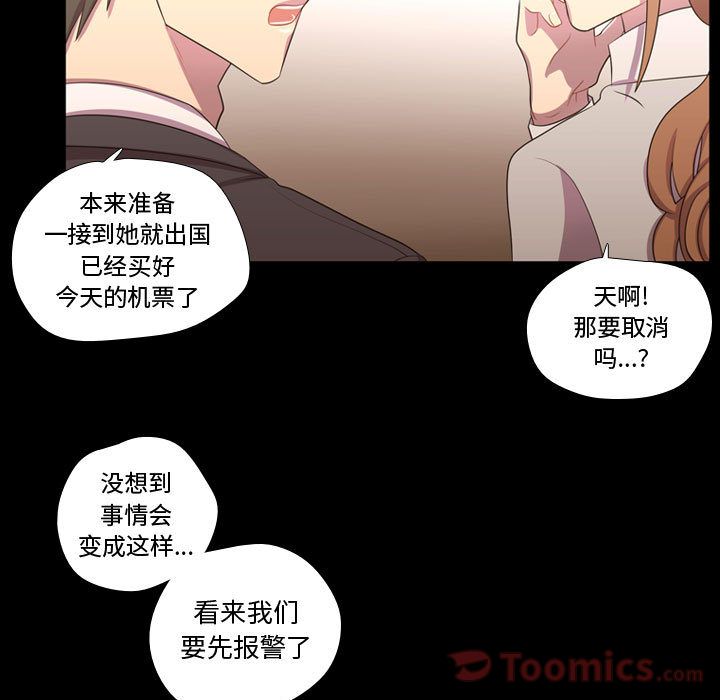 本来准备
一接到她就出国
已经买好
今天的机票了
天啊!
那要取消
吗...?
没想到
事情会
变成这样...
看来我们
要先报警了
Toomics.com